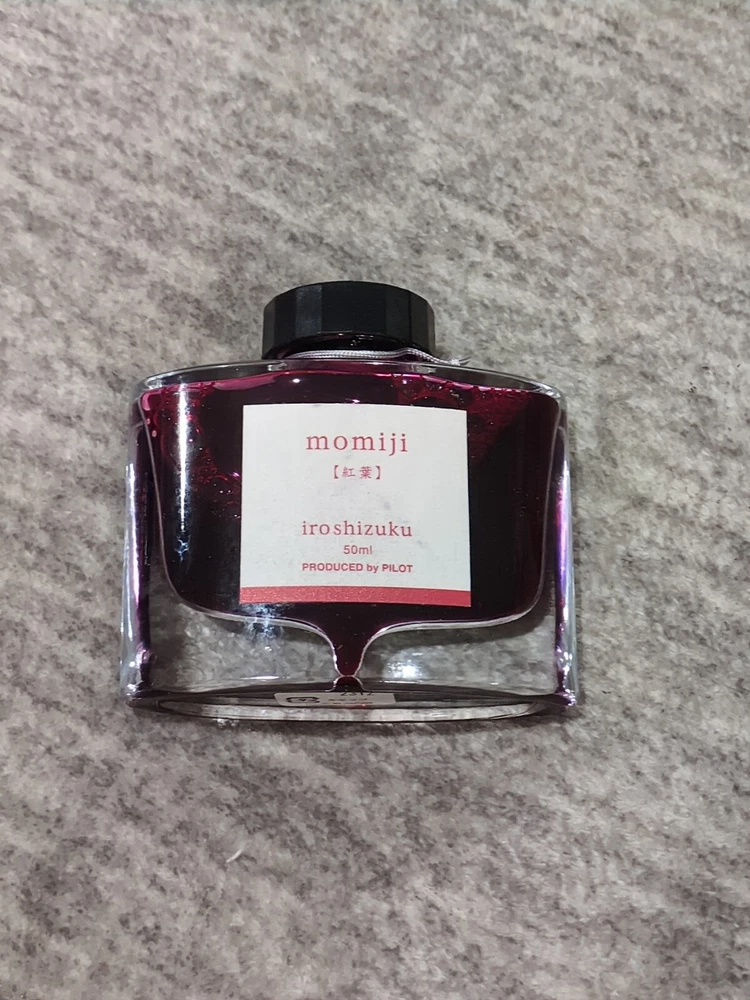 momiji
【紅葉】
iroshizuku
50ml
PRODUCED by PILOT